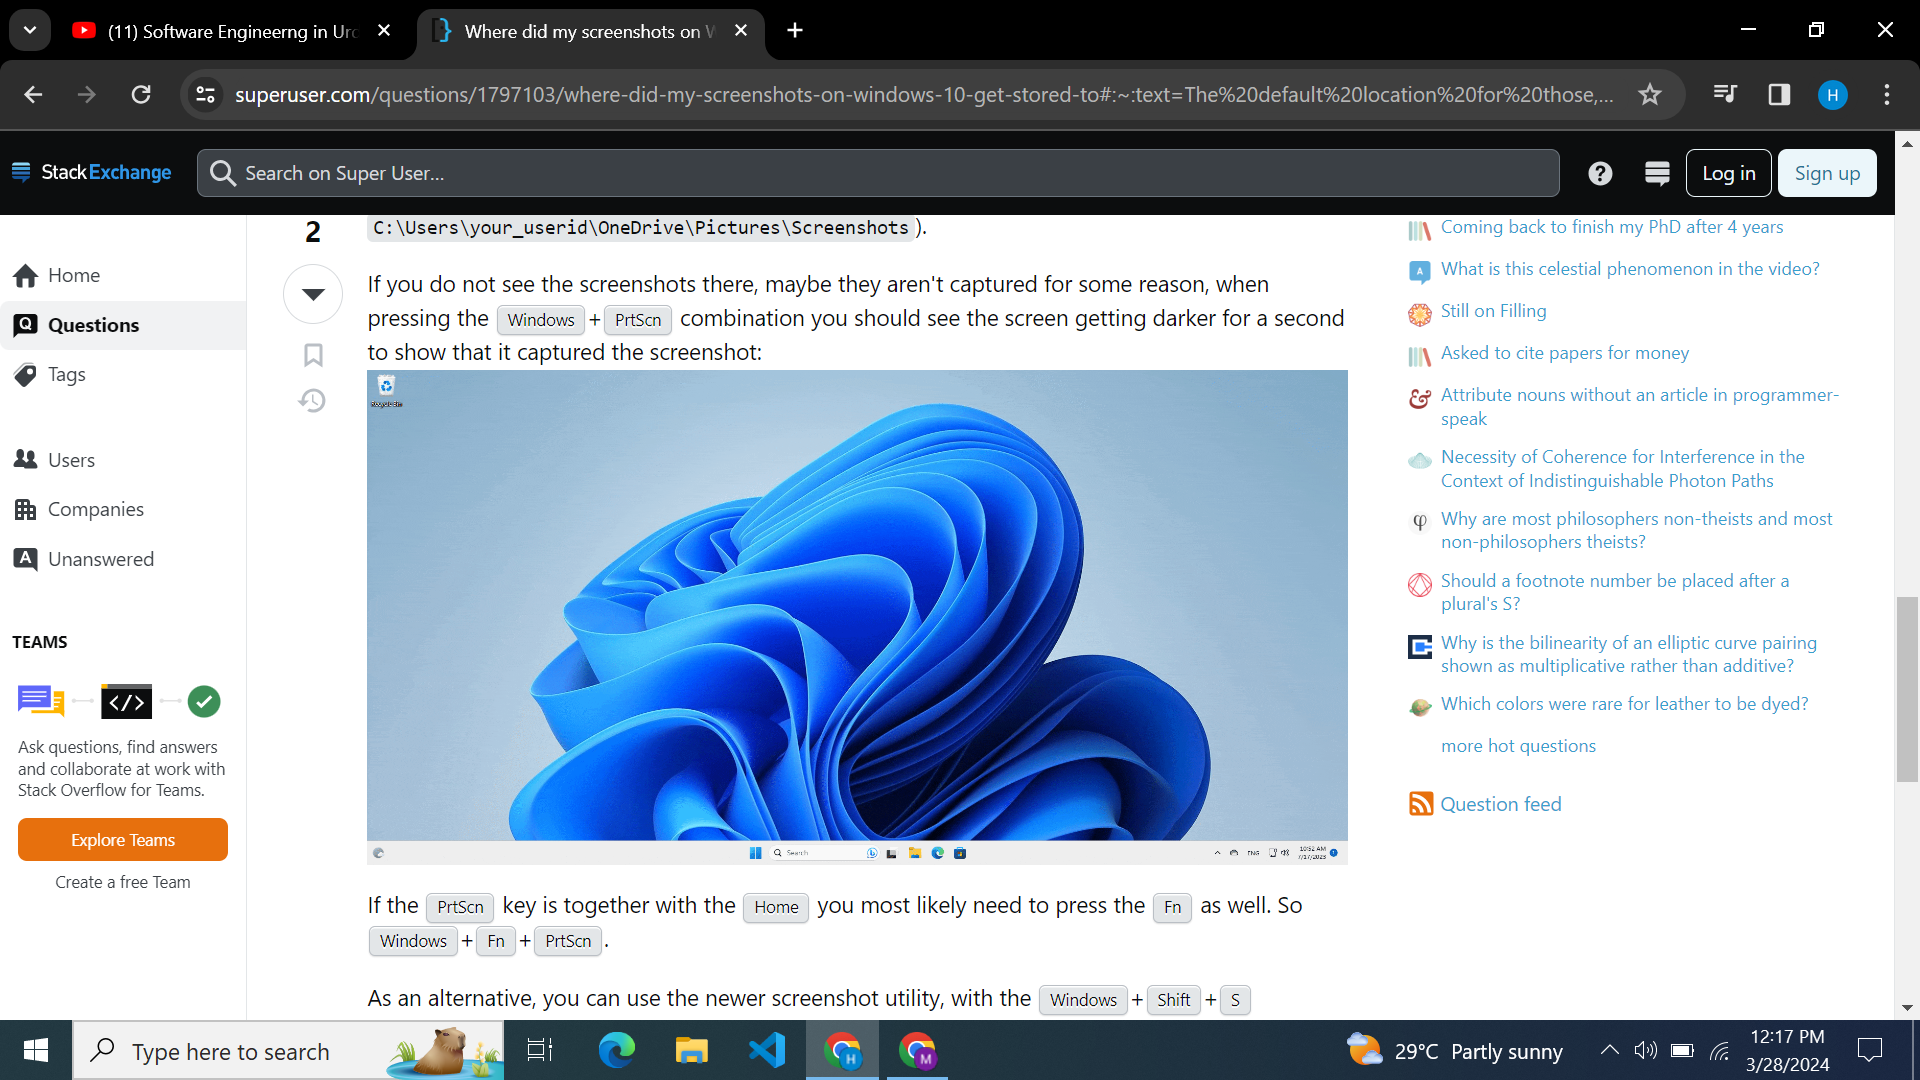 (11) Software Engineerng in Urd
Where did my screenshots on W
superuser.com/questions/1797103/where-did-my-screenshots-on-windows-10-get-stored-to#:~:text=The%20default%20location%20for%20those,...
H
StackExchange
Search on Super User...
Log in
Sign up
Home
Questions
Tags
Users
Companies
Unanswered
TEAMS
Ask questions, find answers
and collaborate at work with
Stack Overflow for Teams.
Explore Teams
Create a free Team
2
C:\Users\your_userid\OneDrive\Pictures\Screenshots ).
If you do not see the screenshots there, maybe they aren't captured for some reason, when
pressing the Windows + PrtScn combination you should see the screen getting darker for a second
to show that it captured the screenshot:
Recycle Bin
Search
ENG
10:52 AM
7/17/2023
If the PrtScn key is together with the Home you most likely need to press the Fn as well. So
Windows + Fn + PrtScn .
As an alternative, you can use the newer screenshot utility, with the Windows + Shift + S
Coming back to finish my PhD after 4 years
What is this celestial phenomenon in the video?
Still on Filling
Asked to cite papers for money
Attribute nouns without an article in programmer-
speak
Necessity of Coherence for Interference in the
Context of Indistinguishable Photon Paths
Why are most philosophers non-theists and most
non-philosophers theists?
Should a footnote number be placed after a
plural's S?
Why is the bilinearity of an elliptic curve pairing
shown as multiplicative rather than additive?
Which colors were rare for leather to be dyed?
more hot questions
Question feed
Type here to search
H
M
29°C Partly sunny
12:17 PM
3/28/2024